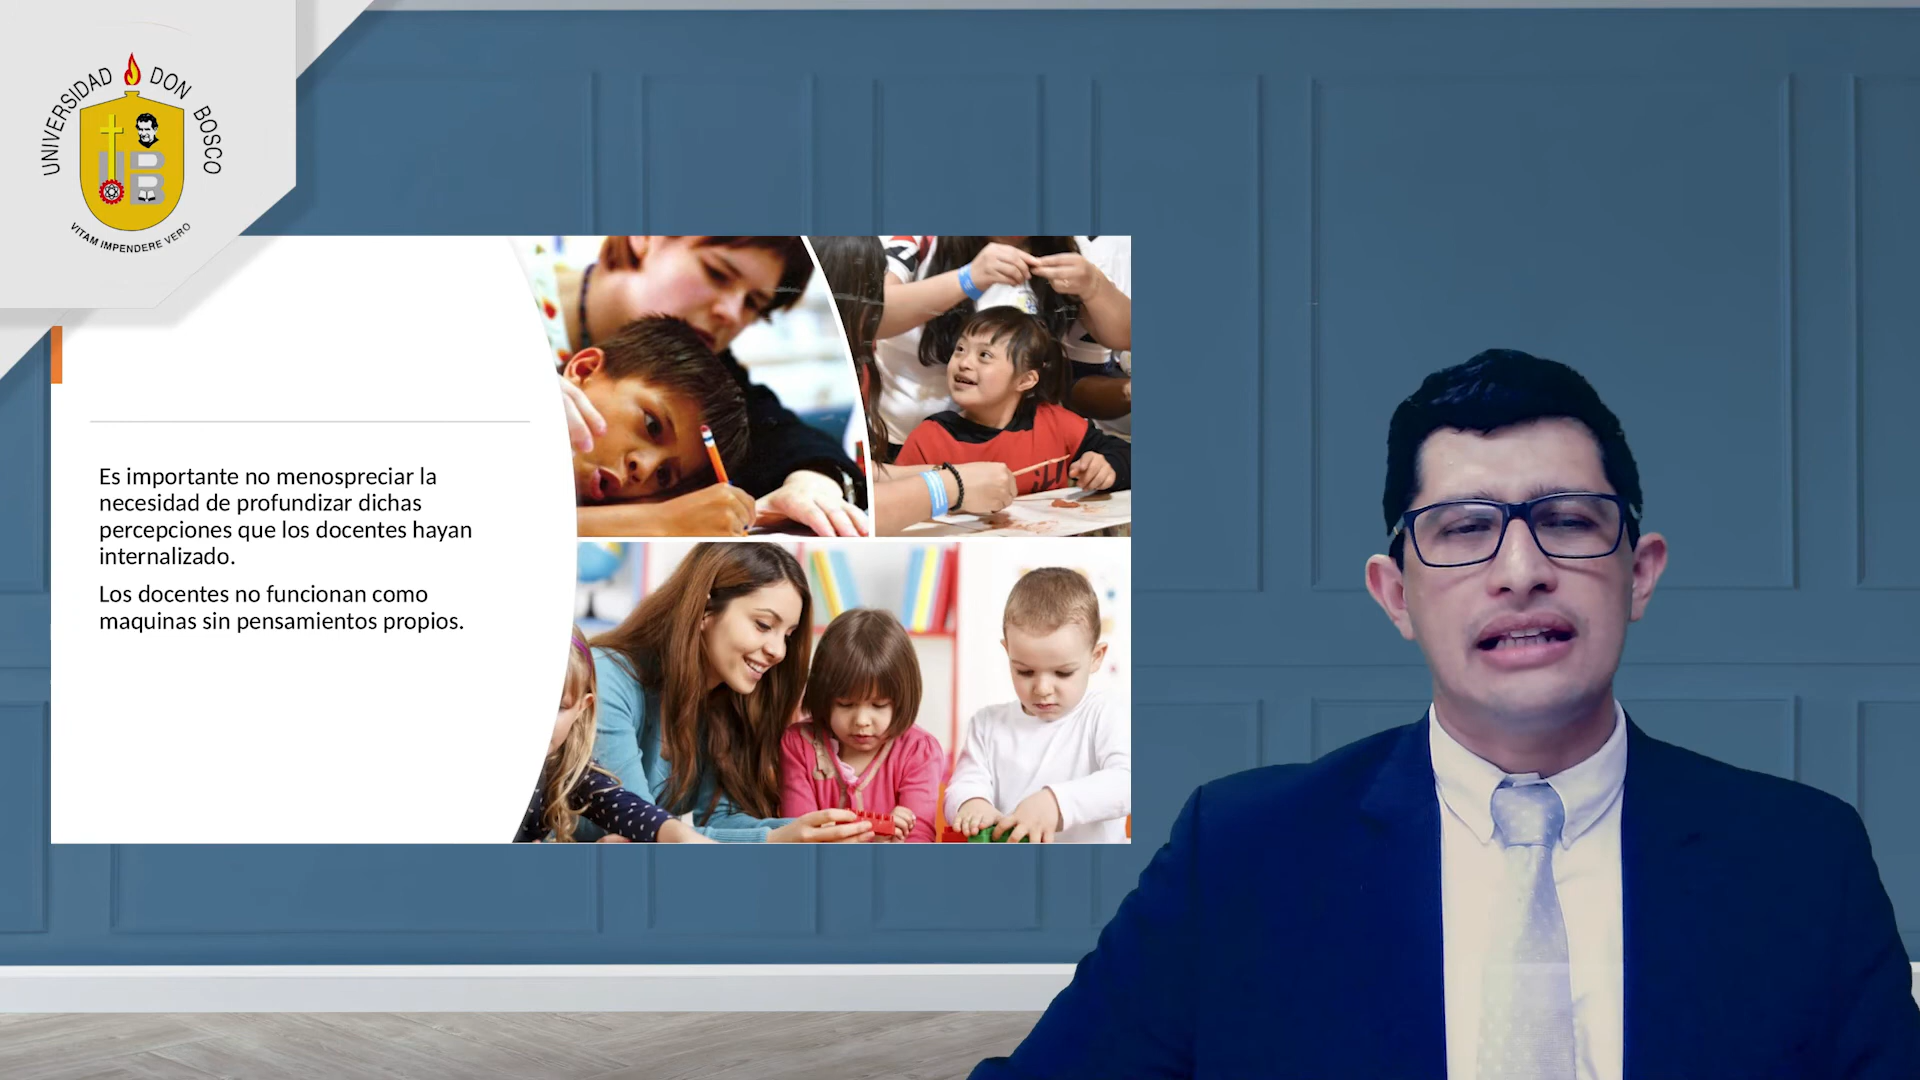 UNIVERSIDAD DON BOSCO
UB
VITAM IMPENDERE VERO
Es importante no menospreciar la
necesidad de profundizar dichas
percepciones que los docentes hayan
internalizado.
Los docentes no funcionan como
maquinas sin pensamientos propios.